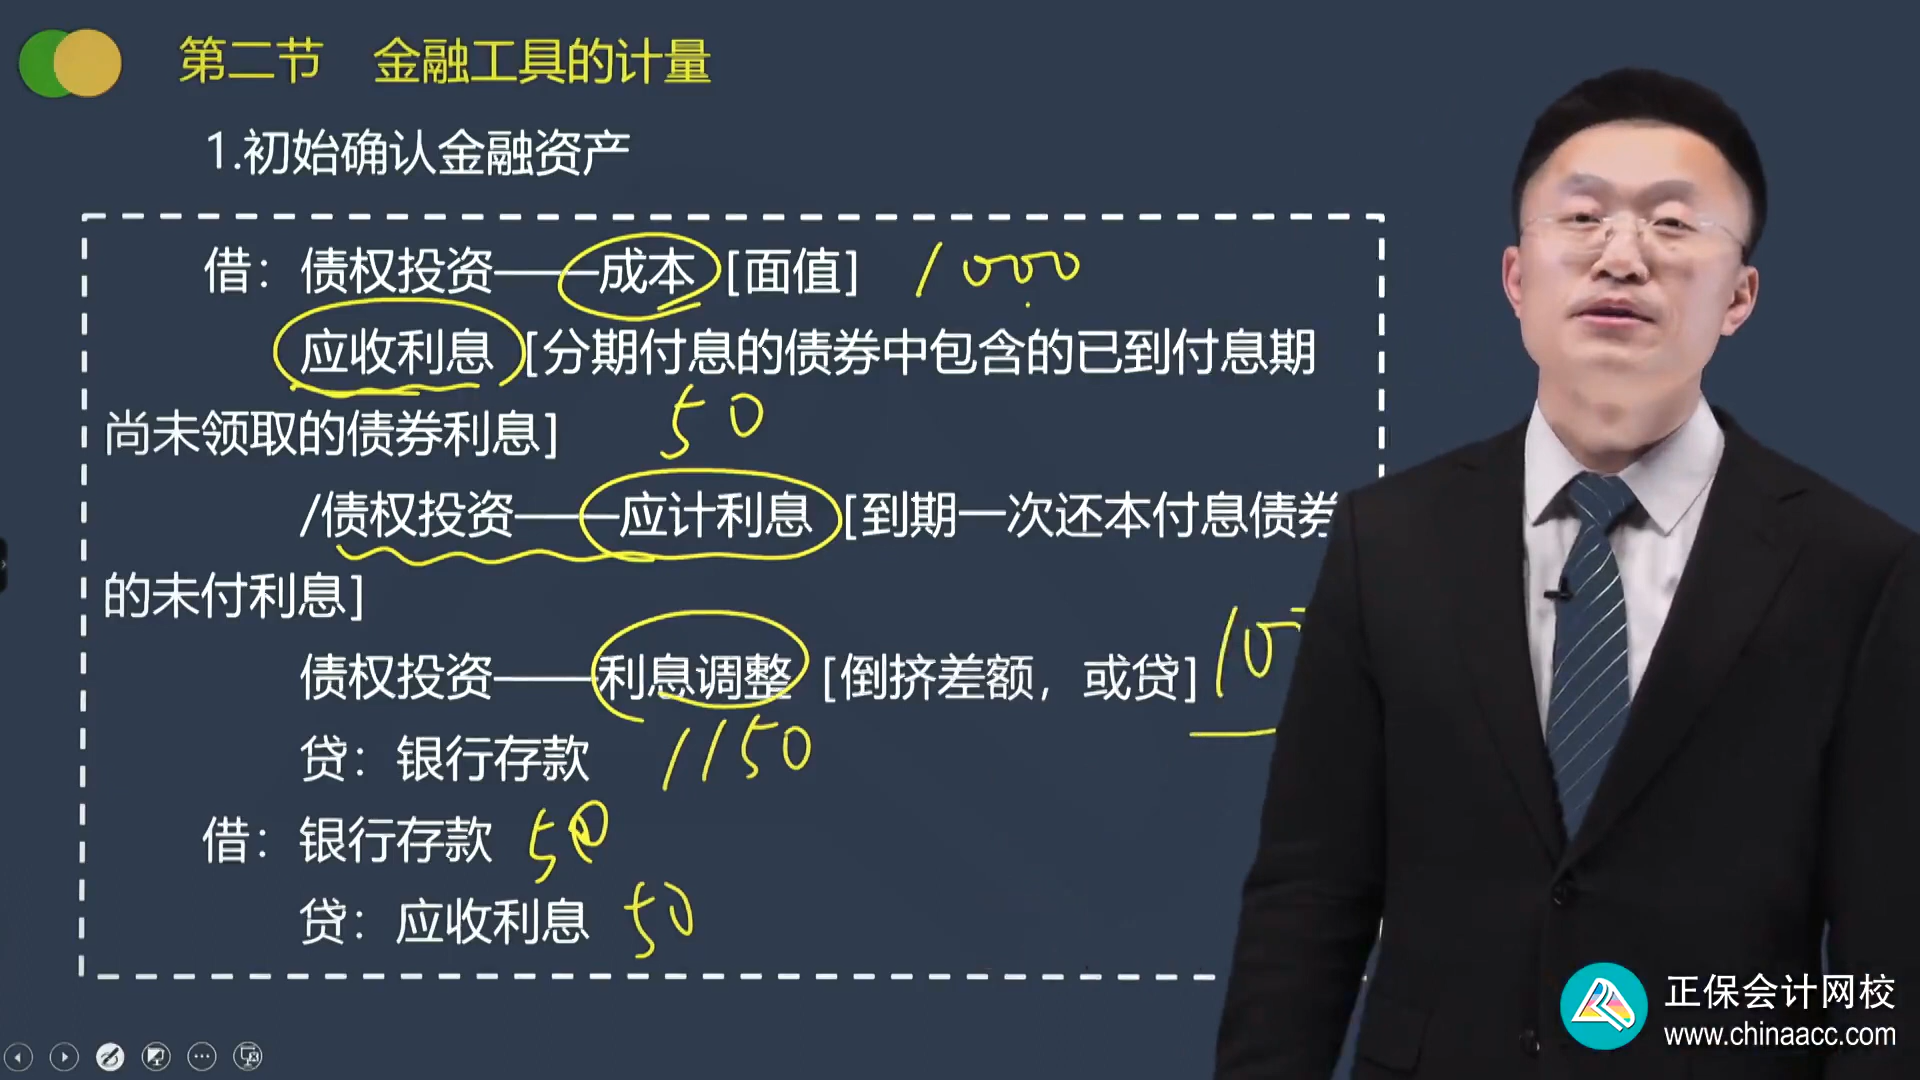 第二节 金融工具的计量
1.初始确认金融资产
借：债权投资——成本 [面值] 1000
应收利息 [分期付息的债券中包含的已到付息期
尚未领取的债券利息] 50
/债权投资——应计利息 [到期一次还本付息债券
的未付利息]
债权投资——利息调整 [倒挤差额，或贷]
贷：银行存款 1150
借：银行存款 50
贷：应收利息 50
正保会计网校
www.chinaacc.com